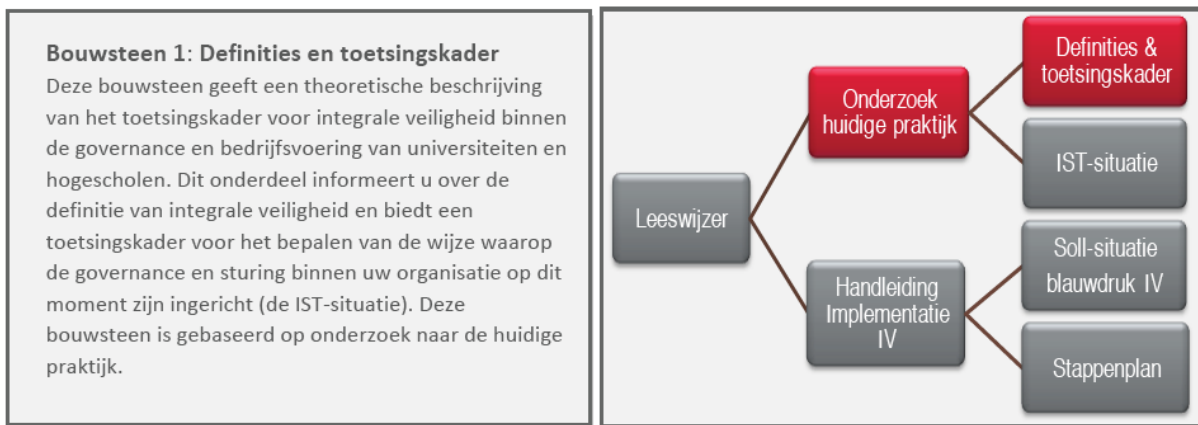 Bouwsteen 1: Definities en toetsingskader
Deze bouwsteen geeft een theoretische beschrijving
van het toetsingskader voor integrale veiligheid binnen
de governance en bedrijfsvoering van universiteiten en
hogescholen. Dit onderdeel informeert u over de
definitie van integrale veiligheid en biedt een
toetsingskader voor het bepalen van de wijze waarop
de governance en sturing binnen uw organisatie op dit
moment zijn ingericht (de IST-situatie). Deze
bouwsteen is gebaseerd op onderzoek naar de huidige
praktijk.
Leeswijzer
Onderzoek
huidige praktijk
Definities &
toetsingskader
IST-situatie
Handleiding
Implementatie
IV
Soll-situatie
blauwdruk IV
Stappenplan